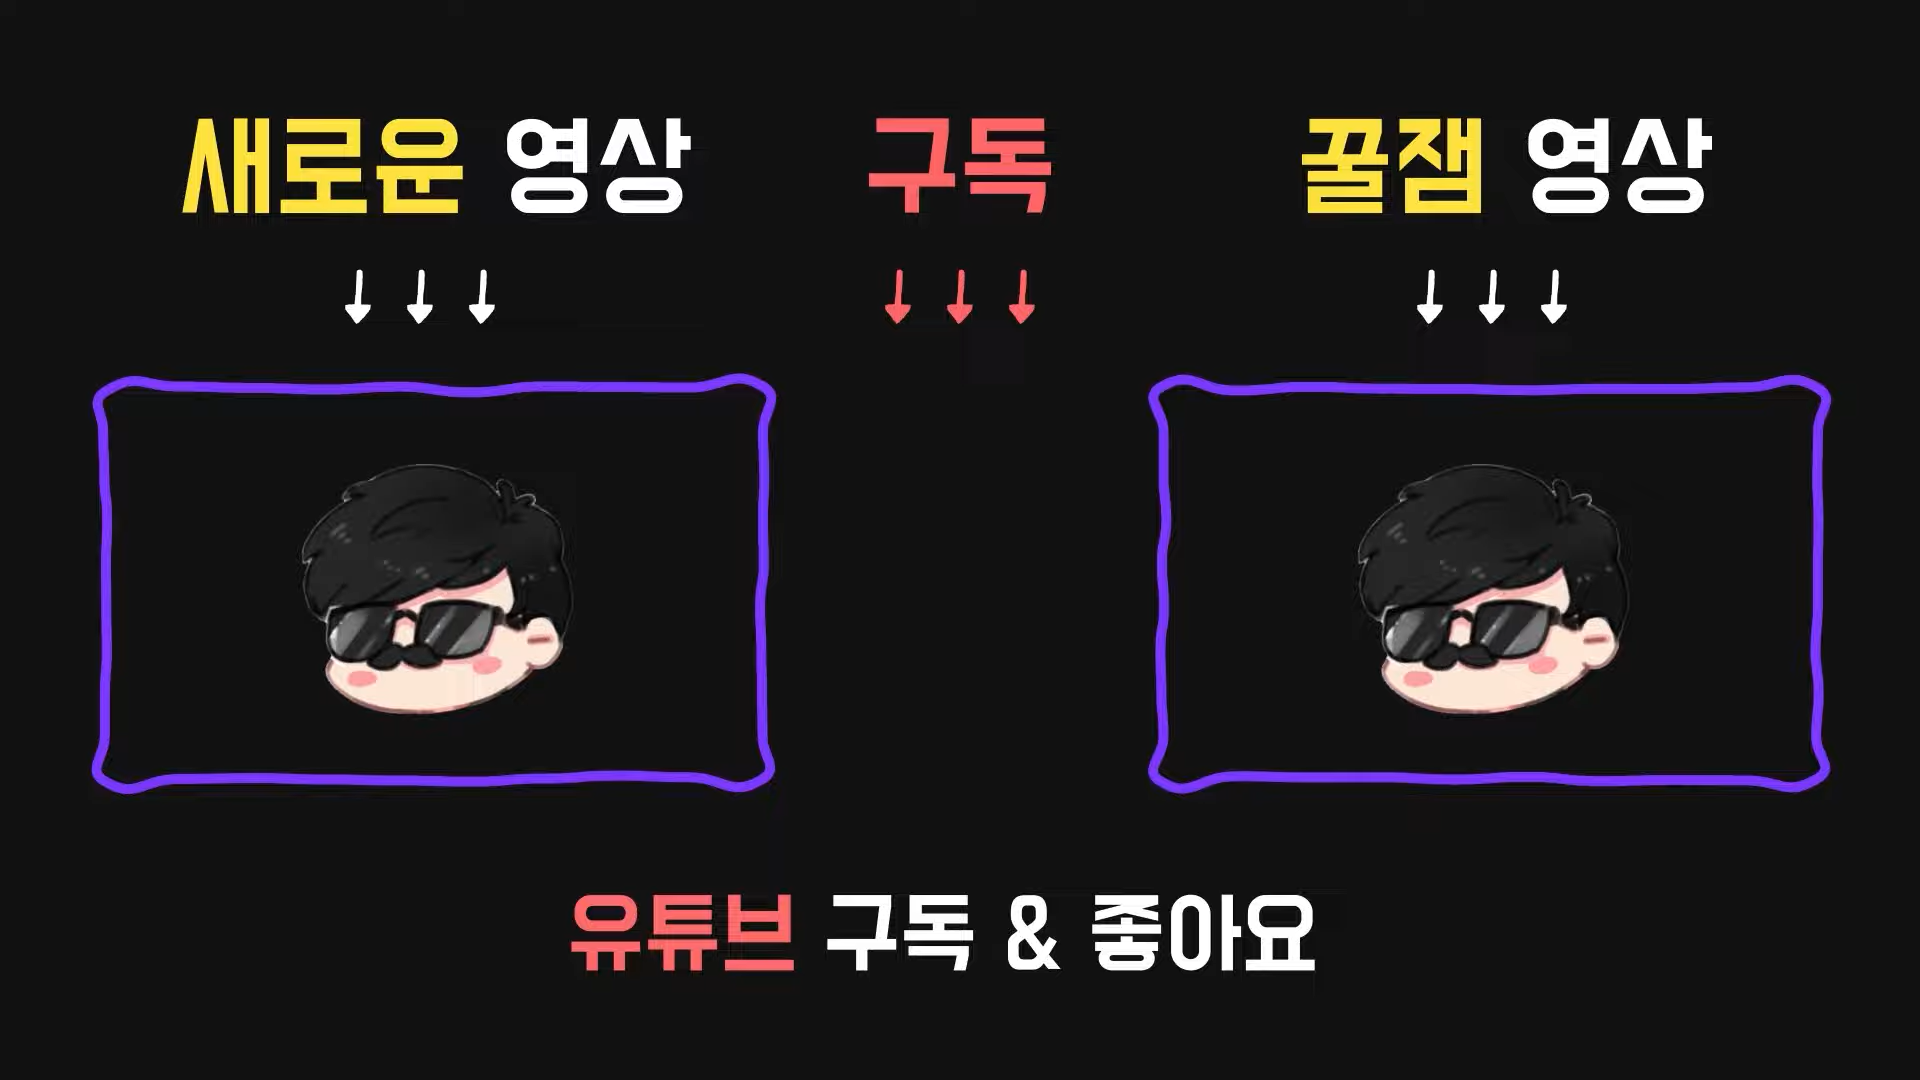 새로운 영상
구독
꿀잼 영상
유튜브 구독 & 좋아요